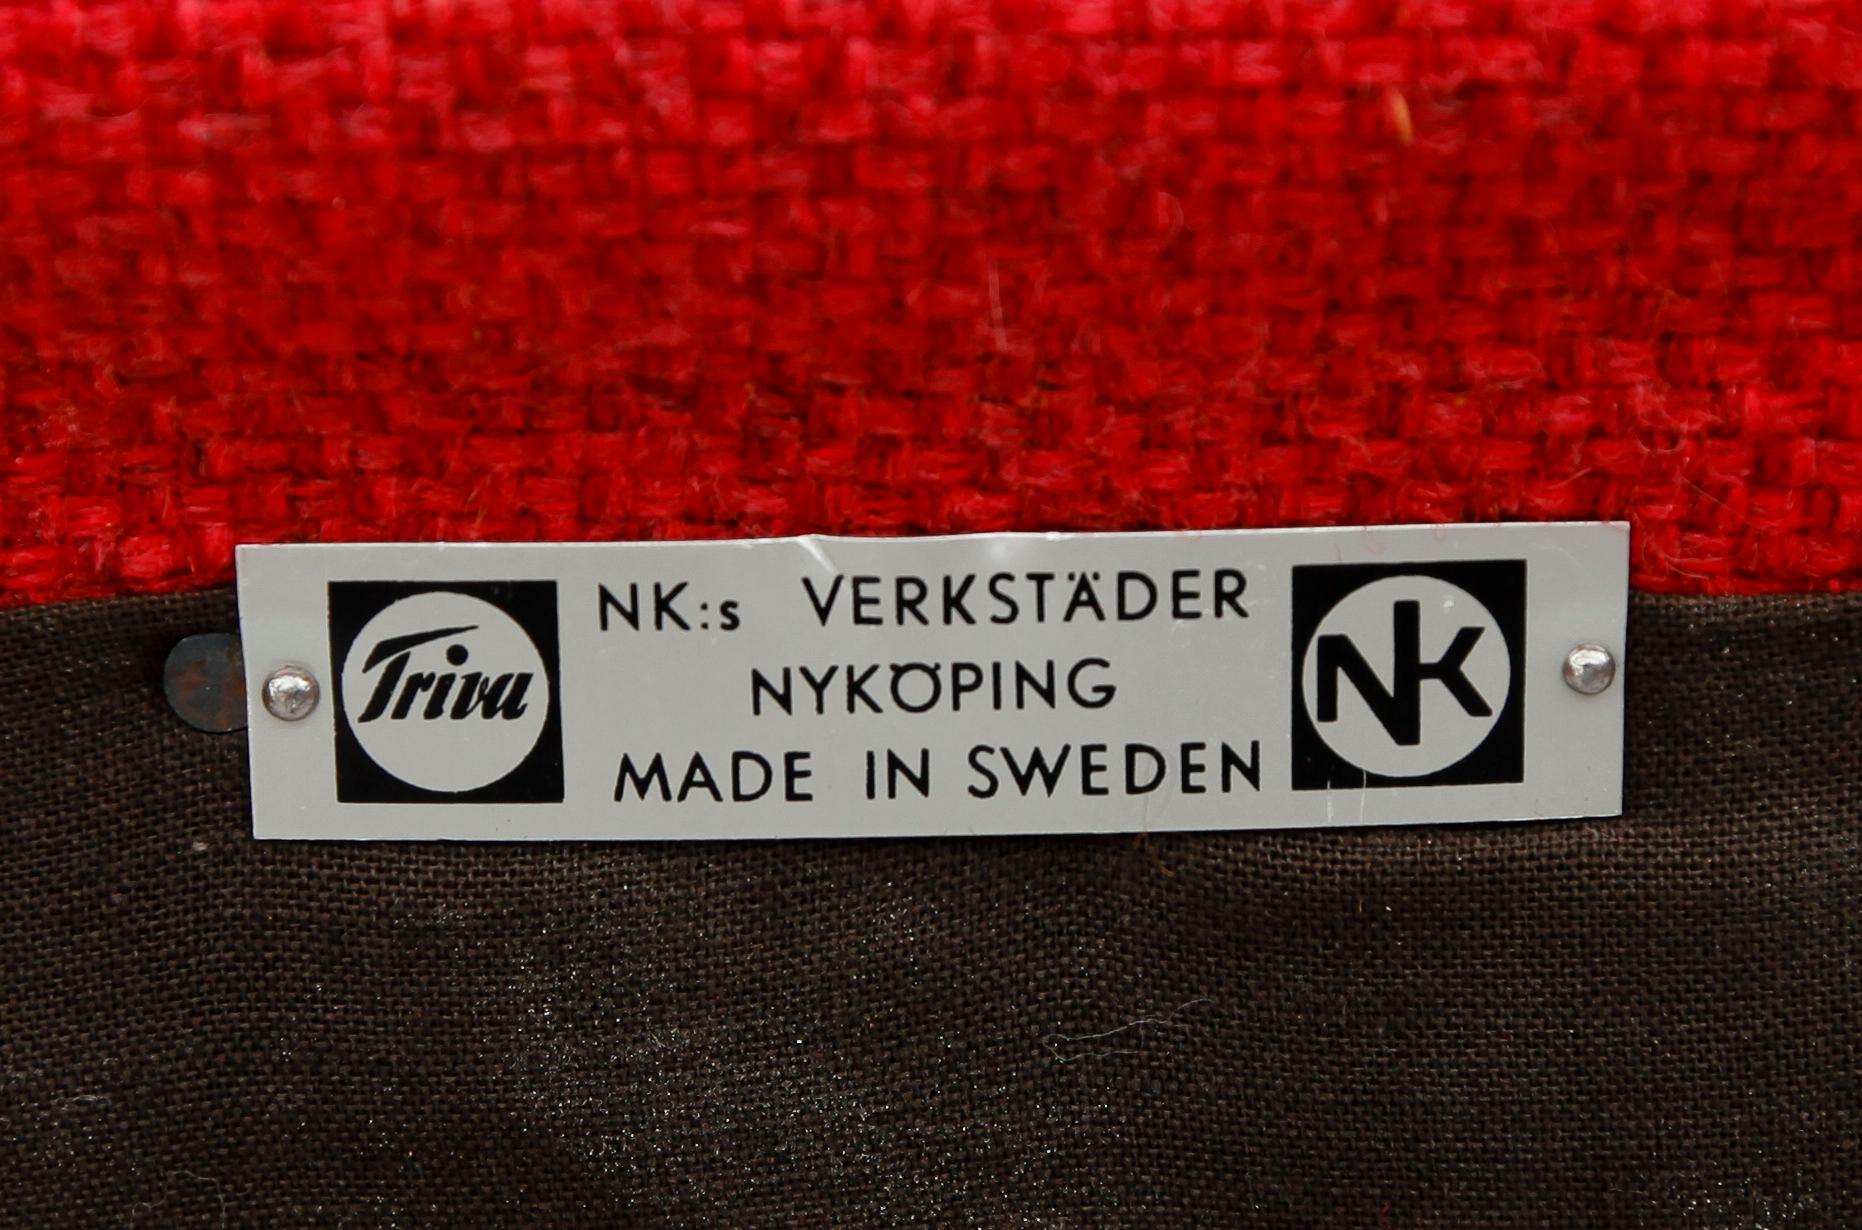 Triva
NK:s VERKSTÄDER
NYKÖPING
MADE IN SWEDEN
NK